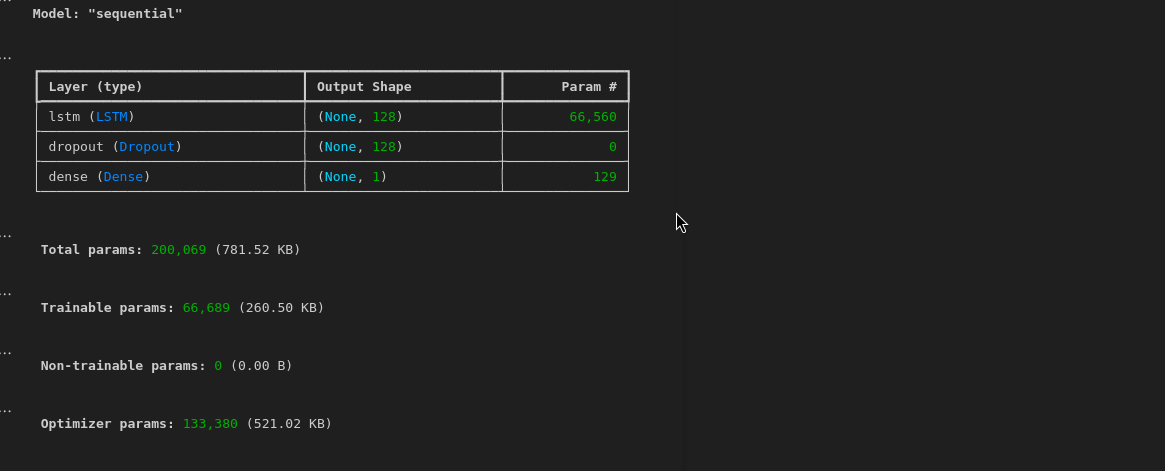 Model: "sequential"
...
Layer (type) Output Shape Param #
lstm (LSTM) (None, 128) 66,560
dropout (Dropout) (None, 128) 0
dense (Dense) (None, 1) 129
...
Total params: 200,069 (781.52 KB)
...
Trainable params: 66,689 (260.50 KB)
...
Non-trainable params: 0 (0.00 B)
...
Optimizer params: 133,380 (521.02 KB)